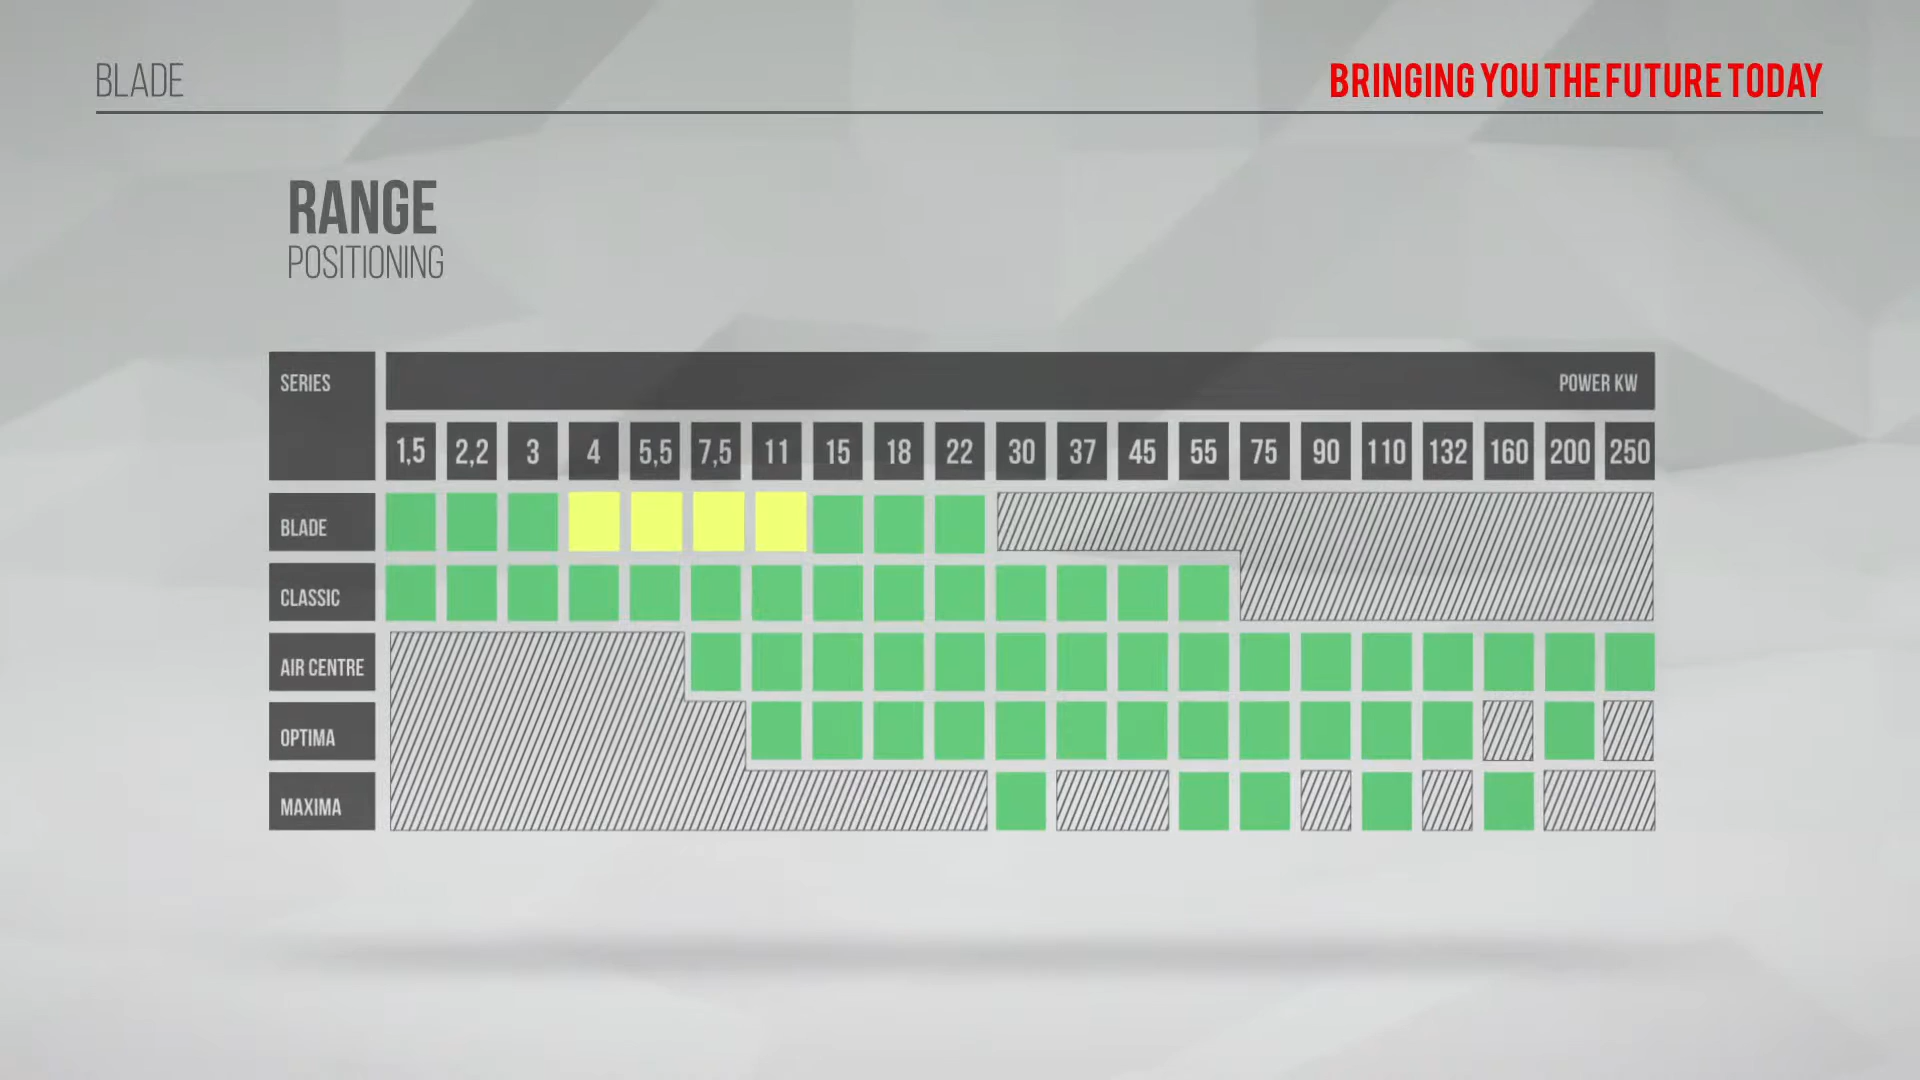 BLADE
BRINGING YOU THE FUTURE TODAY
RANGE
POSITIONING
SERIES
POWER KW
1,5 2,2 3 4 5,5 7,5 11 15 18 22 30 37 45 55 75 90 110 132 160 200 250
BLADE
CLASSIC
AIR CENTRE
OPTIMA
MAXIMA